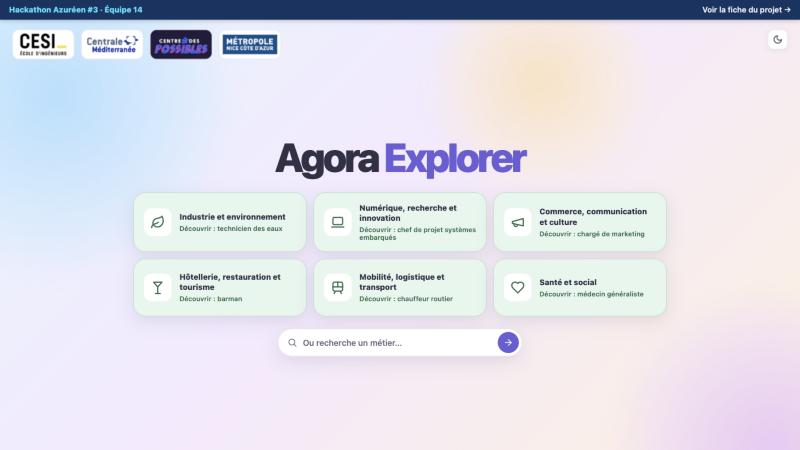 Hackathon Azuréen #3 · Équipe 14
Voir la fiche du projet →
CESI
ÉCOLE D'INGÉNIEURS
Centrale
Méditerranée
CENTRE DES
POSSIBLES
MÉTROPOLE
NICE CÔTE D'AZUR
Agora Explorer
Industrie et environnement
Découvrir : technicien des eaux
Numérique, recherche et
innovation
Découvrir : chef de projet systèmes
embarqués
Commerce, communication
et culture
Découvrir : chargé de marketing
Hôtellerie, restauration et
tourisme
Découvrir : barman
Mobilité, logistique et
transport
Découvrir : chauffeur routier
Santé et social
Découvrir : médecin généraliste
Ou recherche un métier...